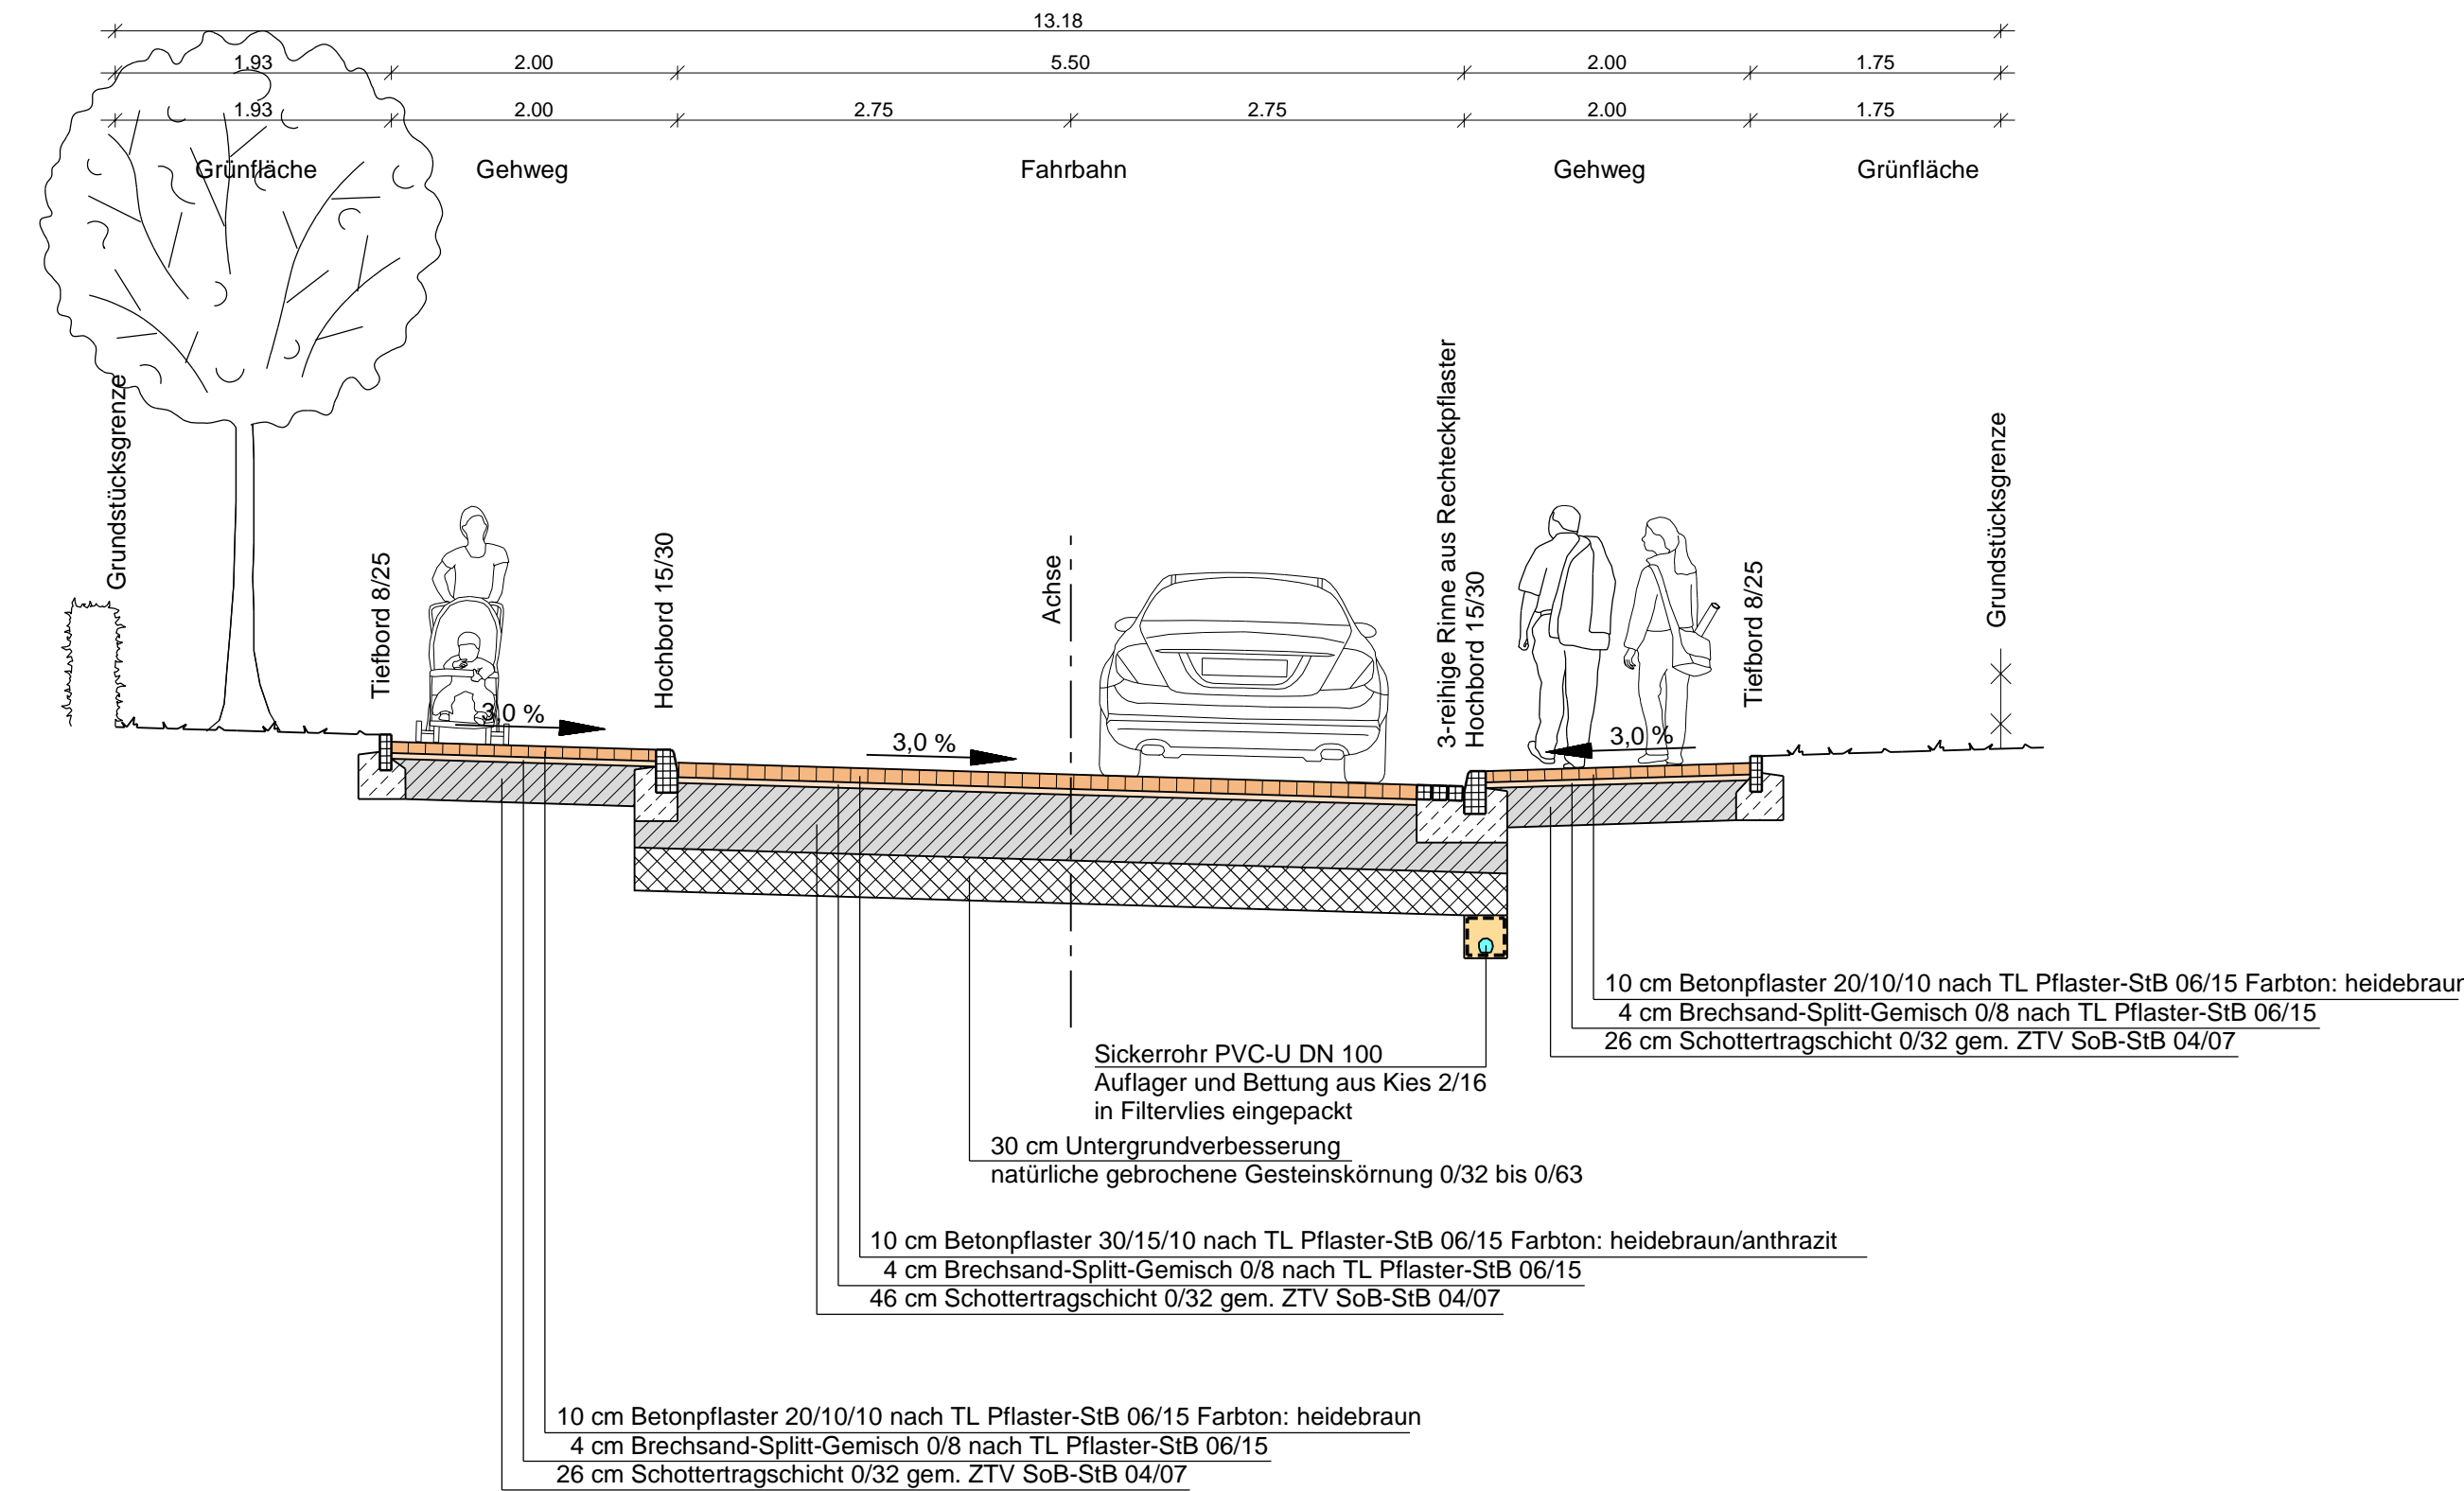 13.18
1.93 2.00 5.50 2.00 1.75
1.93 2.00 2.75 2.75 2.00 1.75
Grünfläche Gehweg Fahrbahn Gehweg Grünfläche
Grundstücksgrenze
Tiefbord 8/25
Hochbord 15/30
Achse
3-reihige Rinne aus Rechteckpflaster
Hochbord 15/30
Tiefbord 8/25
Grundstücksgrenze
3,0 %
3,0 %
3,0 %
10 cm Betonpflaster 20/10/10 nach TL Pflaster-StB 06/15 Farbton: heidebraun
4 cm Brechsand-Splitt-Gemisch 0/8 nach TL Pflaster-StB 06/15
26 cm Schottertragschicht 0/32 gem. ZTV SoB-StB 04/07
Sickerrohr PVC-U DN 100
Auflager und Bettung aus Kies 2/16
in Filtervlies eingepackt
30 cm Untergrundverbesserung
natürliche gebrochene Gesteinskörnung 0/32 bis 0/63
10 cm Betonpflaster 30/15/10 nach TL Pflaster-StB 06/15 Farbton: heidebraun/anthrazit
4 cm Brechsand-Splitt-Gemisch 0/8 nach TL Pflaster-StB 06/15
46 cm Schottertragschicht 0/32 gem. ZTV SoB-StB 04/07
10 cm Betonpflaster 20/10/10 nach TL Pflaster-StB 06/15 Farbton: heidebraun
4 cm Brechsand-Splitt-Gemisch 0/8 nach TL Pflaster-StB 06/15
26 cm Schottertragschicht 0/32 gem. ZTV SoB-StB 04/07